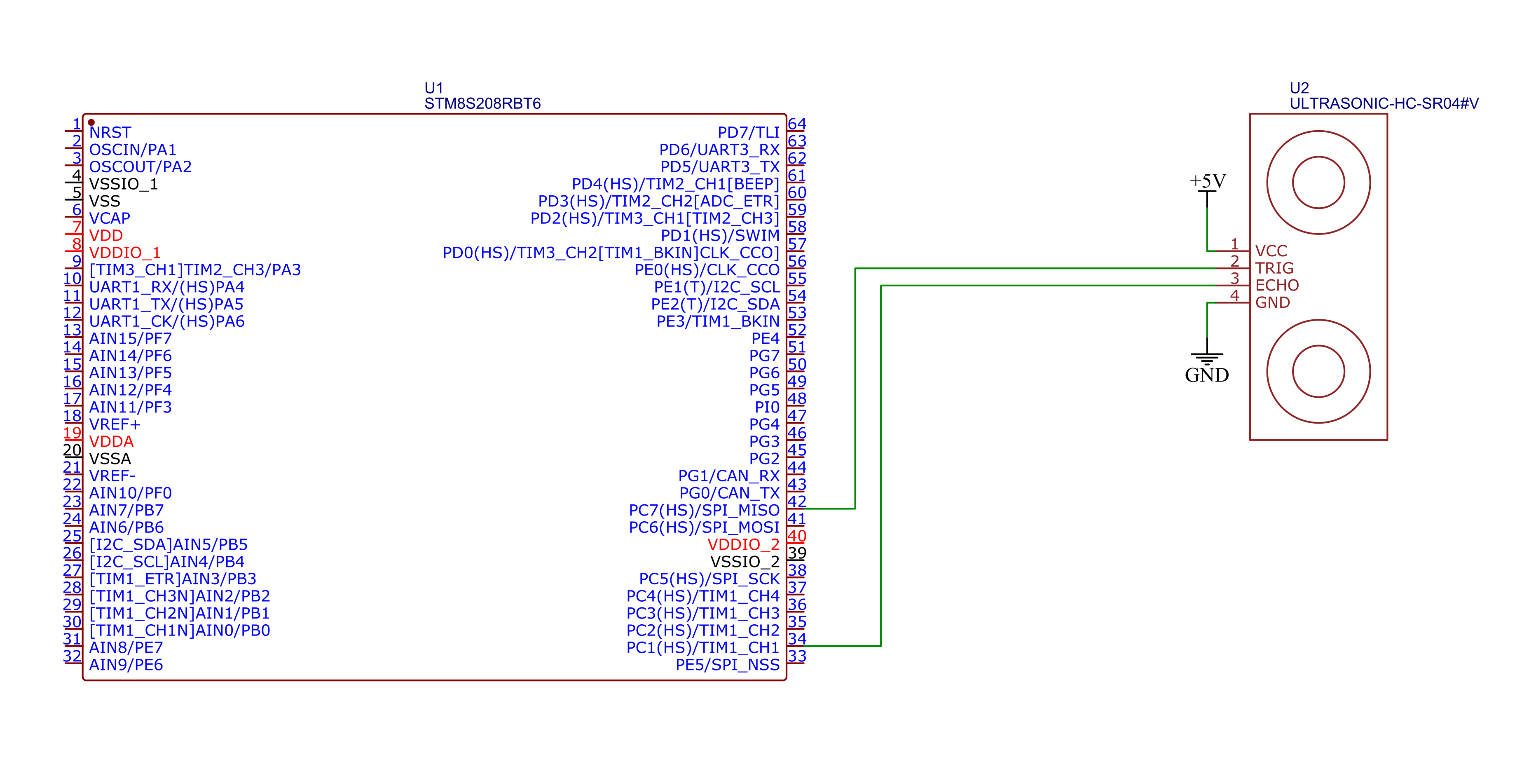 U1
STM8S208RBT6
1 NRST
2 OSCIN/PA1
3 OSCOUT/PA2
4 VSSIO_1
5 VSS
6 VCAP
7 VDD
8 VDDIO_1
9 [TIM3_CH1]TIM2_CH3/PA3
10 UART1_RX/(HS)PA4
11 UART1_TX/(HS)PA5
12 UART1_CK/(HS)PA6
13 AIN15/PF7
14 AIN14/PF6
15 AIN13/PF5
16 AIN12/PF4
17 AIN11/PF3
18 VREF+
19 VDDA
20 VSSA
21 VREF-
22 AIN10/PF0
23 AIN7/PB7
24 AIN6/PB6
25 [I2C_SDA]AIN5/PB5
26 [I2C_SCL]AIN4/PB4
27 [TIM1_ETR]AIN3/PB3
28 [TIM1_CH3N]AIN2/PB2
29 [TIM1_CH2N]AIN1/PB1
30 [TIM1_CH1N]AIN0/PB0
31 AIN8/PE7
32 AIN9/PE6
PD7/TLI 64
PD6/UART3_RX 63
PD5/UART3_TX 62
PD4(HS)/TIM2_CH1[BEEP] 61
PD3(HS)/TIM2_CH2[ADC_ETR] 60
PD2(HS)/TIM3_CH1[TIM2_CH3] 59
PD1(HS)/SWIM 58
PD0(HS)/TIM3_CH2[TIM1_BKIN]CLK_CCO] 57
PE0(HS)/CLK_CCO 56
PE1(T)/I2C_SCL 55
PE2(T)/I2C_SDA 54
PE3/TIM1_BKIN 53
PE4 52
PG7 51
PG6 50
PG5 49
PI0 48
PG4 47
PG3 46
PG2 45
PG1/CAN_RX 44
PG0/CAN_TX 43
PC7(HS)/SPI_MISO 42
PC6(HS)/SPI_MOSI 41
VDDIO_2 40
VSSIO_2 39
PC5(HS)/SPI_SCK 38
PC4(HS)/TIM1_CH4 37
PC3(HS)/TIM1_CH3 36
PC2(HS)/TIM1_CH2 35
PC1(HS)/TIM1_CH1 34
PE5/SPI_NSS 33
U2
ULTRASONIC-HC-SR04#V
+5V
1 VCC
2 TRIG
3 ECHO
4 GND
GND